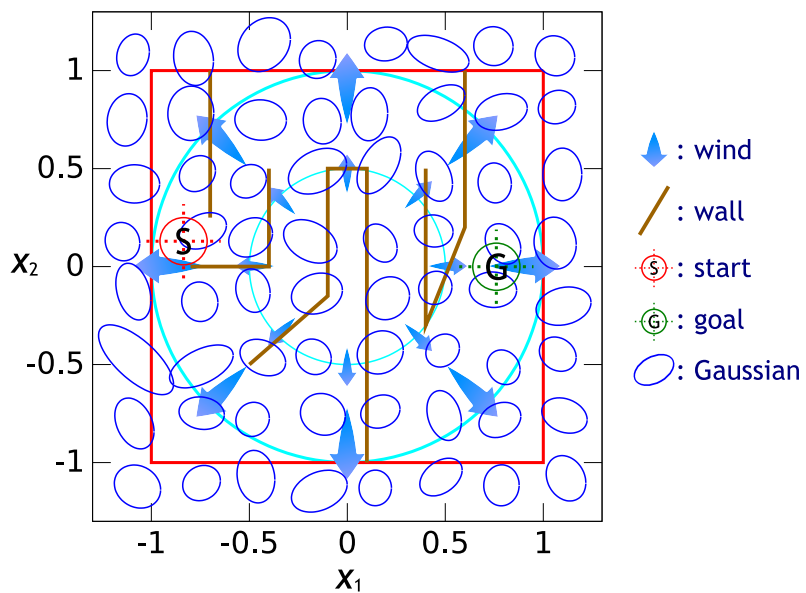 1
0.5
0
-0.5
-1
x2
-1
-0.5
0
0.5
1
x1
S
G
: wind
: wall
S : start
G : goal
: Gaussian